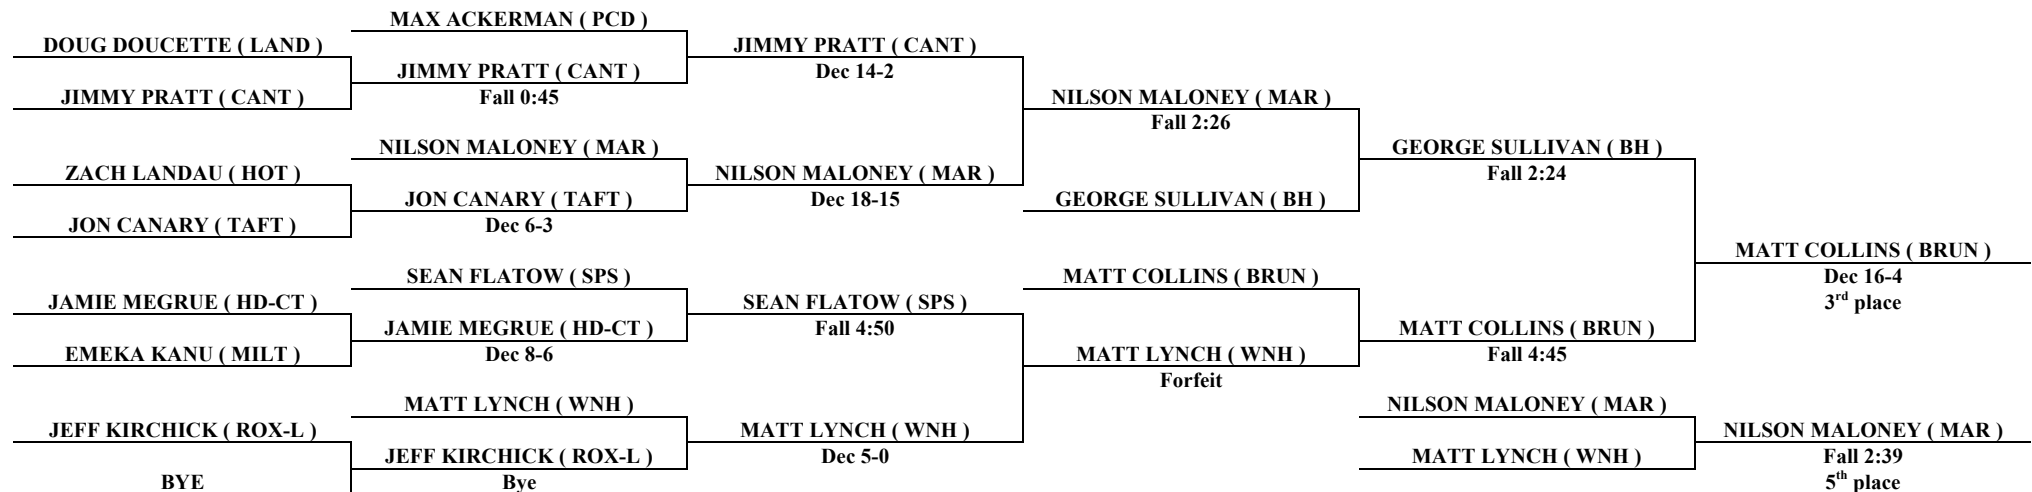 MAX ACKERMAN ( PCD )
DOUG DOUCETTE ( LAND )
JIMMY PRATT ( CANT )
JIMMY PRATT ( CANT )
Dec 14-2
JIMMY PRATT ( CANT )
Fall 0:45
NILSON MALONEY ( MAR )
Fall 2:26
NILSON MALONEY ( MAR )
GEORGE SULLIVAN ( BH )
Fall 2:24
ZACH LANDAU ( HOT )
NILSON MALONEY ( MAR )
Dec 18-15
JON CANARY ( TAFT )
Dec 6-3
GEORGE SULLIVAN ( BH )
JON CANARY ( TAFT )
MATT COLLINS ( BRUN )
Dec 16-4
3rd place
SEAN FLATOW ( SPS )
MATT COLLINS ( BRUN )
JAMIE MEGRUE ( HD-CT )
SEAN FLATOW ( SPS )
Fall 4:50
JAMIE MEGRUE ( HD-CT )
Dec 8-6
MATT COLLINS ( BRUN )
Fall 4:45
EMEKA KANU ( MILT )
MATT LYNCH ( WNH )
Forfeit
MATT LYNCH ( WNH )
NILSON MALONEY ( MAR )
JEFF KIRCHICK ( ROX-L )
MATT LYNCH ( WNH )
Dec 5-0
NILSON MALONEY ( MAR )
Fall 2:39
5th place
JEFF KIRCHICK ( ROX-L )
Bye
MATT LYNCH ( WNH )
BYE